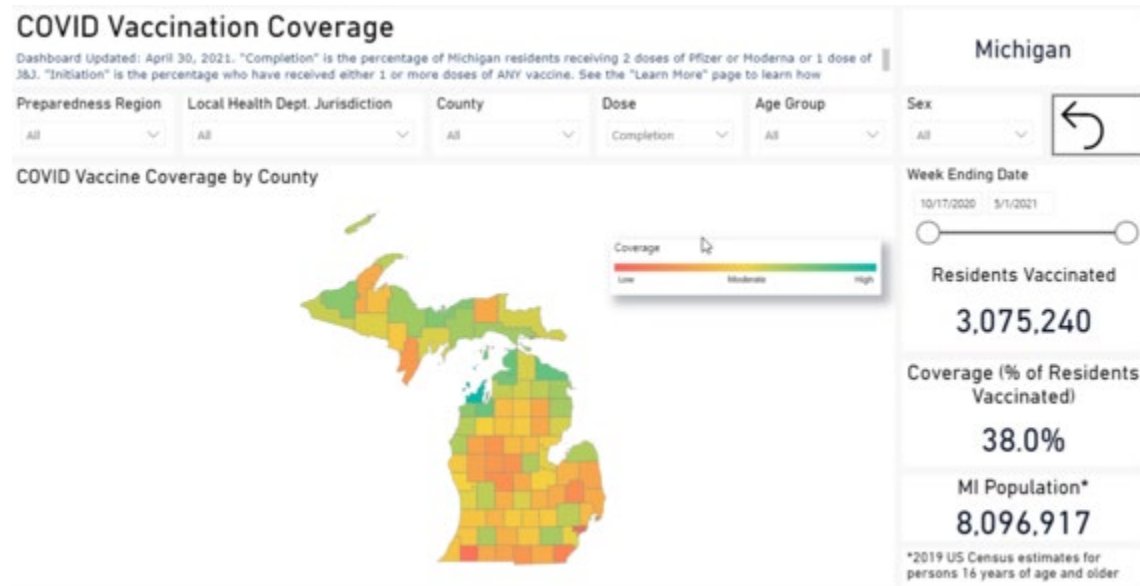 COVID Vaccination Coverage
Dashboard Updated: April 30, 2021. "Completion" is the percentage of Michigan residents receiving 2 doses of Pfizer or Moderna or 1 dose of
J&J. "Initiation" is the percentage who have received either 1 or more doses of ANY vaccine. See the "Learn More" page to learn how
Michigan
Preparedness Region
All
Local Health Dept. Jurisdiction
All
County
All
Dose
Completion
Age Group
All
Sex
All
COVID Vaccine Coverage by County
Coverage
Low Moderate High
Week Ending Date
10/17/2020 5/1/2021
Residents Vaccinated
3,075,240
Coverage (% of Residents
Vaccinated)
38.0%
MI Population*
8,096,917
*2019 US Census estimates for
persons 16 years of age and older